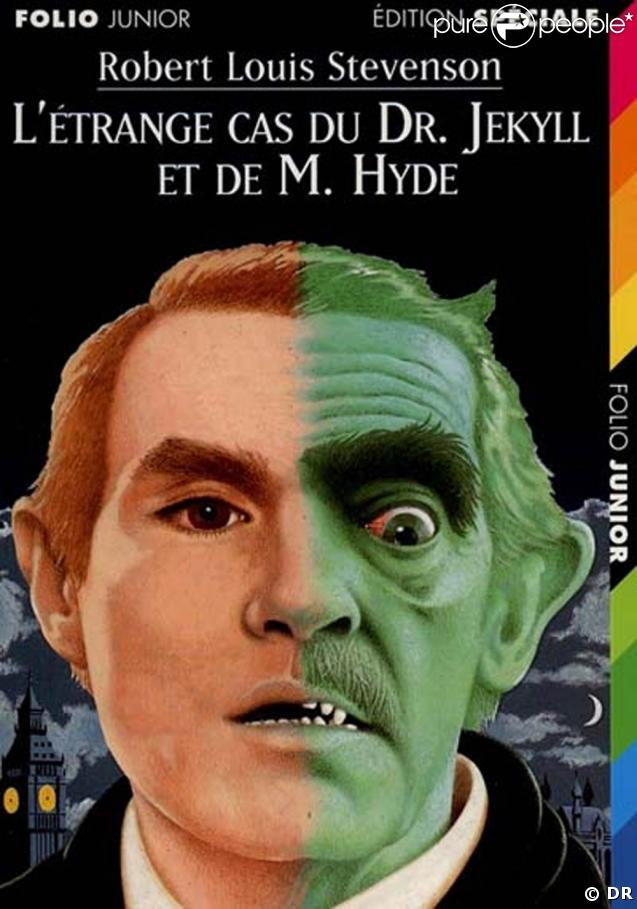 FOLIO JUNIOR
ÉDITION SPÉCIALE
purepeople★
Robert Louis Stevenson
L'ÉTRANGE CAS DU DR. JEKYLL
ET DE M. HYDE
FOLIO JUNIOR
© DR